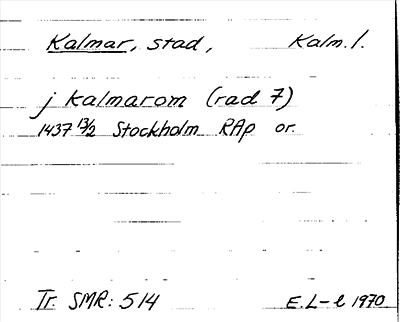 Kalmar, stad, Kalm. l.
j kalmarom (rad 7)
1437 13/2 Stockholm RAp or.
Tr. SMR: 514 E. L-l 1970